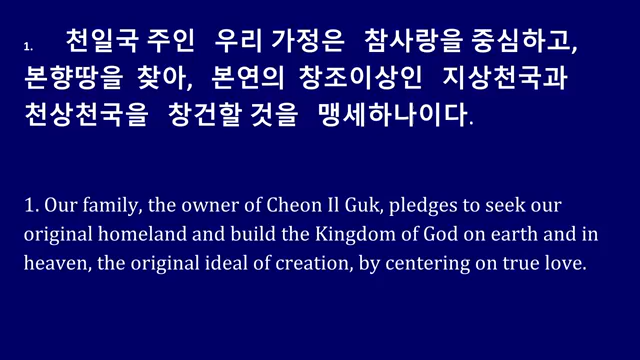 1. 천일국 주인 우리 가정은 참사랑을 중심하고,
본향땅을 찾아, 본연의 창조이상인 지상천국과
천상천국을 창건할 것을 맹세하나이다.
1. Our family, the owner of Cheon Il Guk, pledges to seek our
original homeland and build the Kingdom of God on earth and in
heaven, the original ideal of creation, by centering on true love.